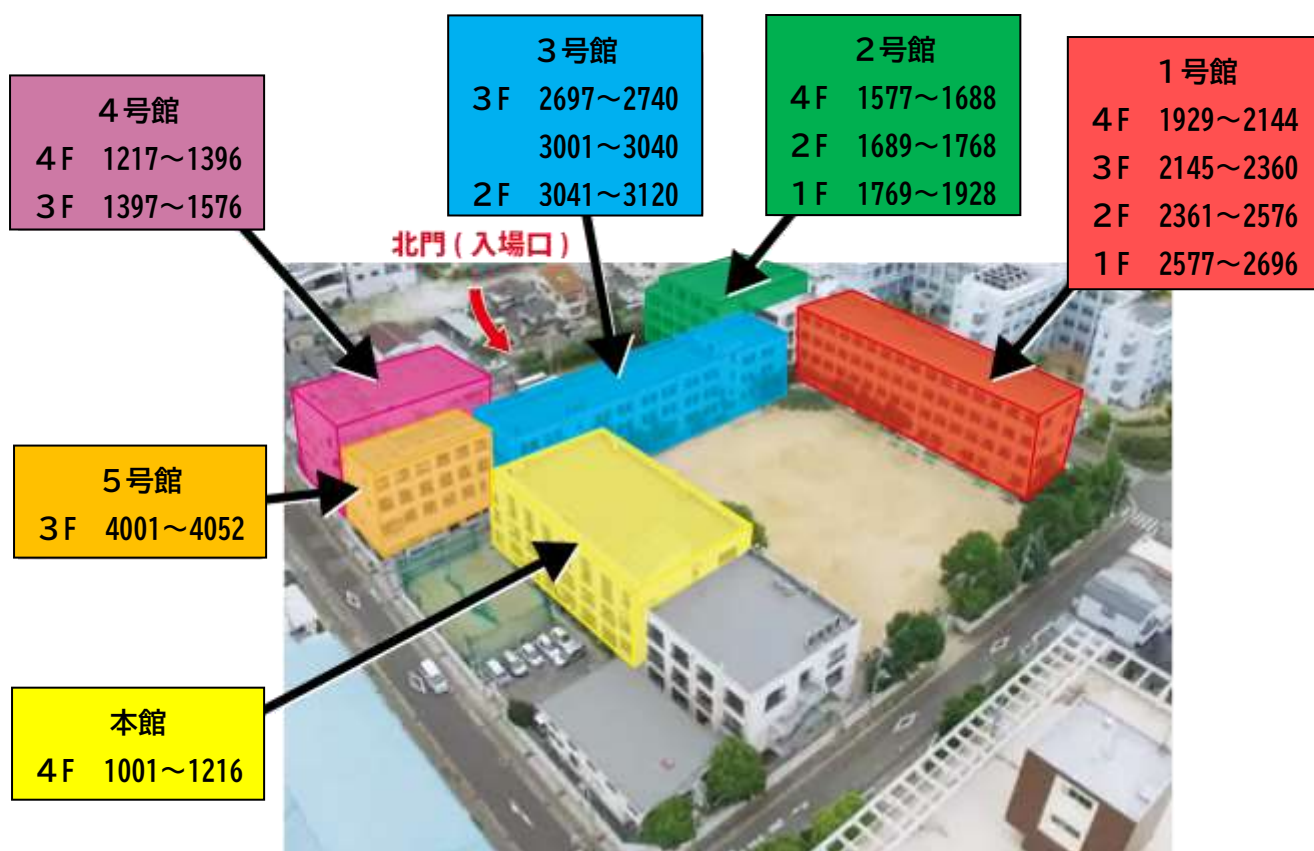 3号館
3F 2697~2740
3001~3040
2F 3041~3120
2号館
4F 1577~1688
2F 1689~1768
1F 1769~1928
1号館
4F 1929~2144
3F 2145~2360
2F 2361~2576
1F 2577~2696
4号館
4F 1217~1396
3F 1397~1576
北門(入場口)
5号館
3F 4001~4052
本館
4F 1001~1216